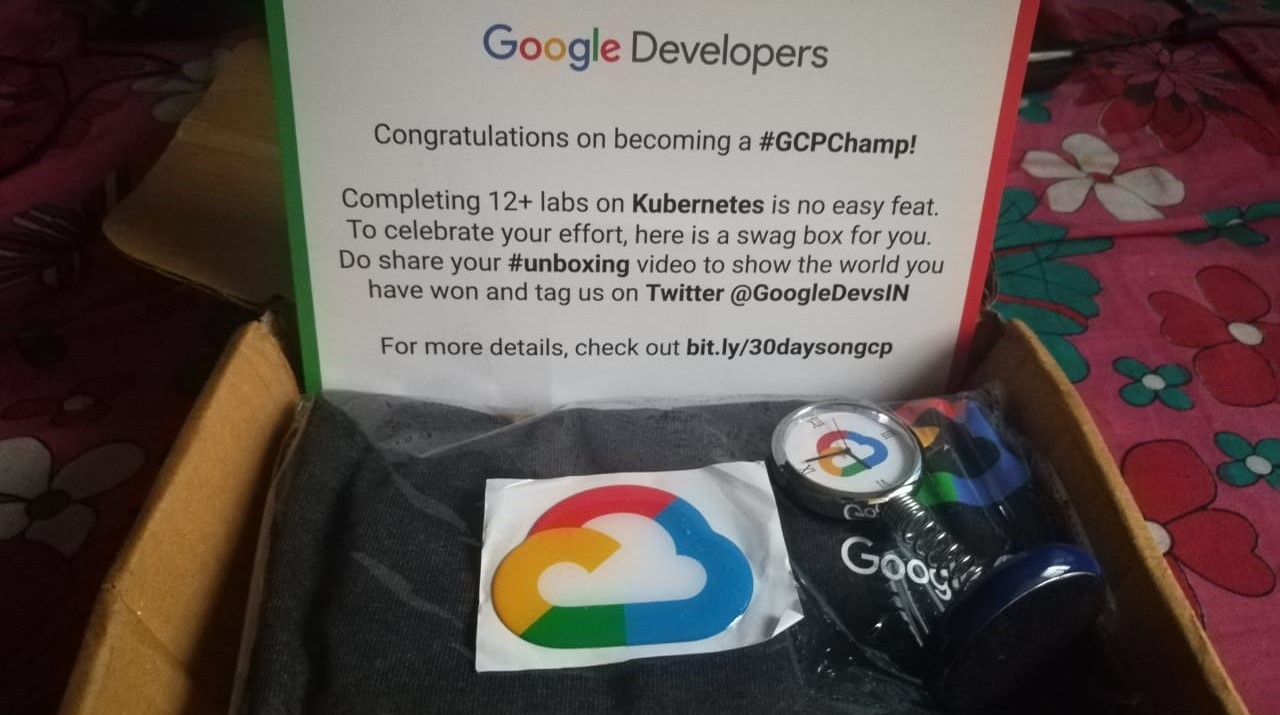 Google Developers
Congratulations on becoming a #GCPChamp!
Completing 12+ labs on Kubernetes is no easy feat.
To celebrate your effort, here is a swag box for you.
Do share your #unboxing video to show the world you
have won and tag us on Twitter @GoogleDevsIN
For more details, check out bit.ly/30daysongcp